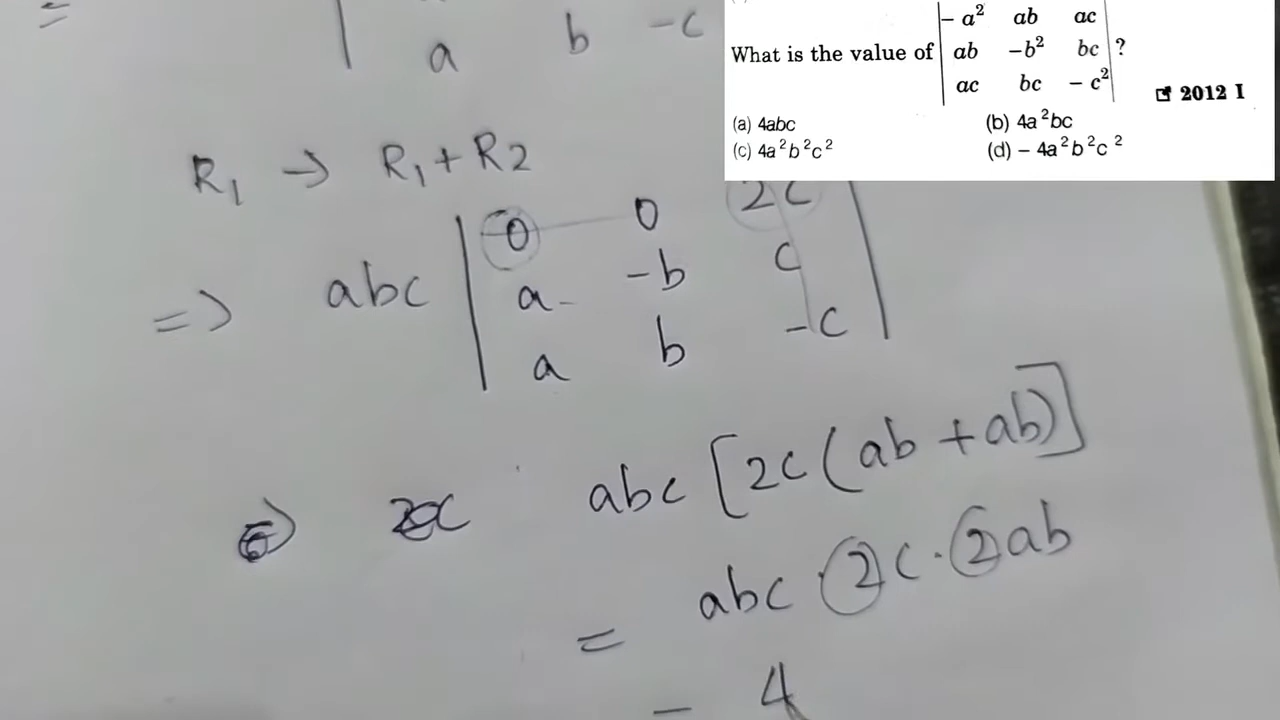 =
a b -c
What is the value of | -a² ab ac |
| ab -b² bc | ?
| ac bc -c² |
2012 I
(a) 4abc (b) 4a²bc
(c) 4a²b²c² (d) - 4a²b²c²
R₁ → R₁ + R₂
| 0 0 2c |
=> abc | a -b c |
| a b -c |
=> abc [2c (ab + ab)]
= abc · 2c · 2ab
4